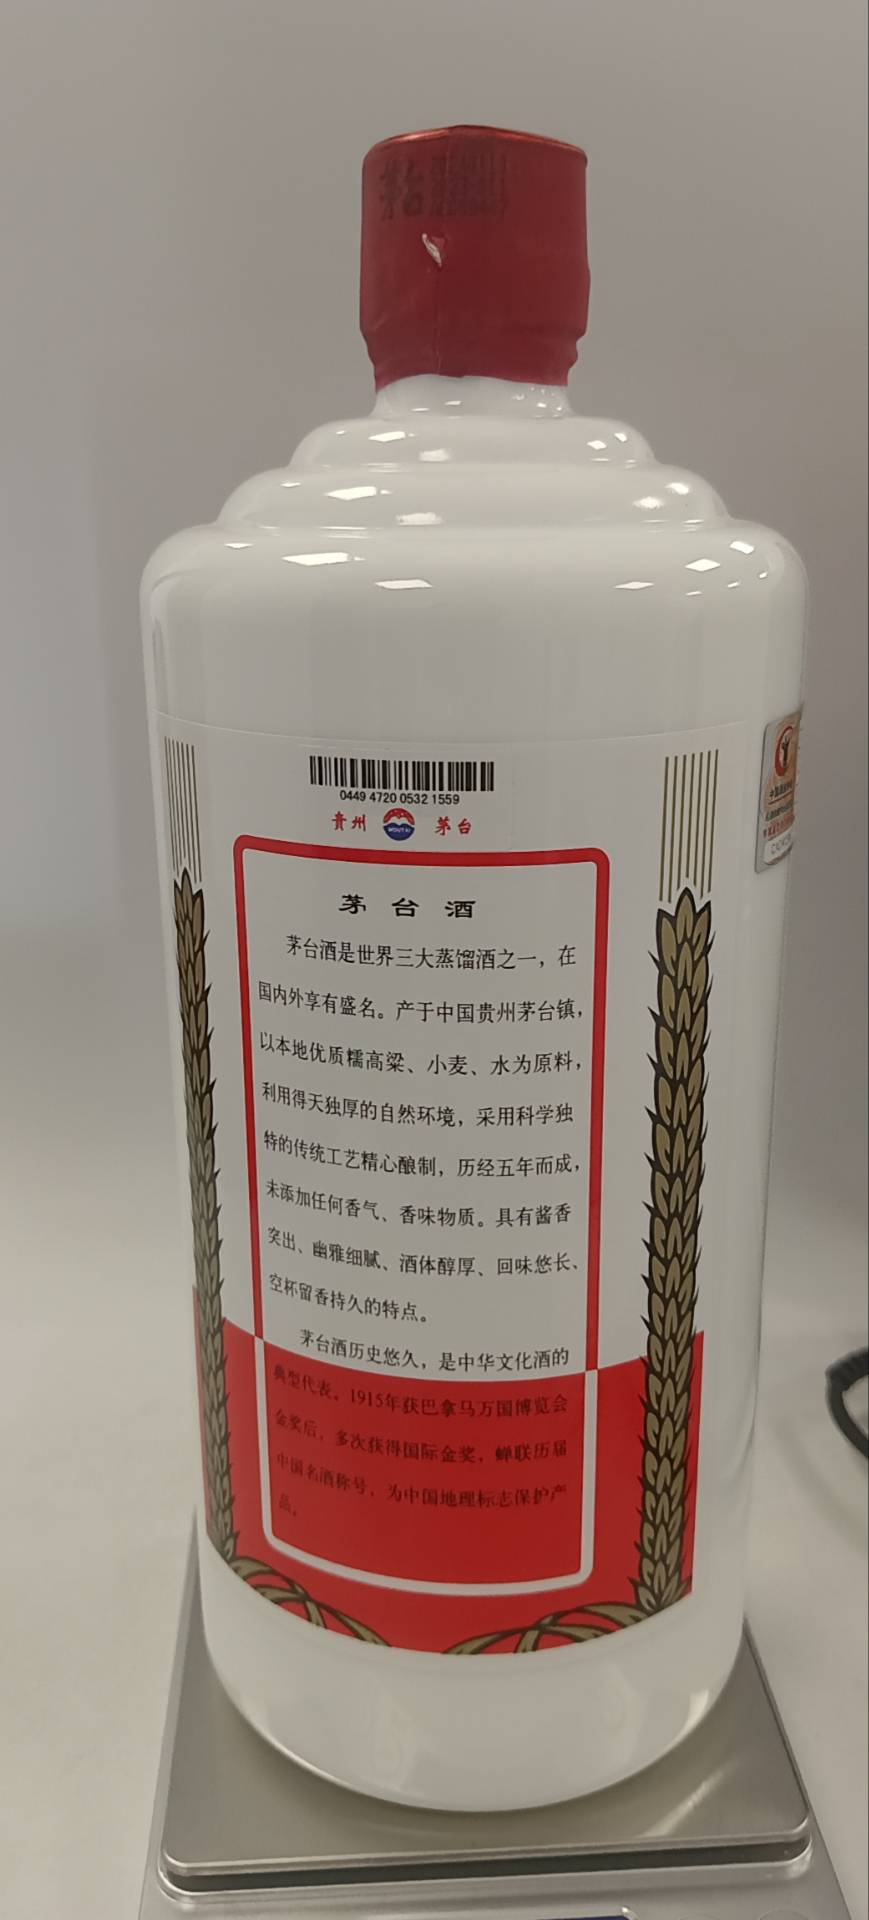 茅台
0449 4720 0532 1559
貴州 MOUTAI 茅台
茅台酒
茅台酒是世界三大蒸馏酒之一，在
国内外享有盛名。产于中国贵州茅台镇，
以本地优质糯高粱、小麦、水为原料，
利用得天独厚的自然环境，采用科学独
特的传统工艺精心酿制，历经五年而成，
未添加任何香气、香味物质。具有酱香
突出、幽雅细腻、酒体醇厚、回味悠长、
空杯留香持久的特点。
茅台酒历史悠久，是中华文化酒的
典型代表。1915年获巴拿马万国博览会
金奖后，多次获得国际金奖，蝉联历届
中国名酒称号，为中国地理标志保护产
品。